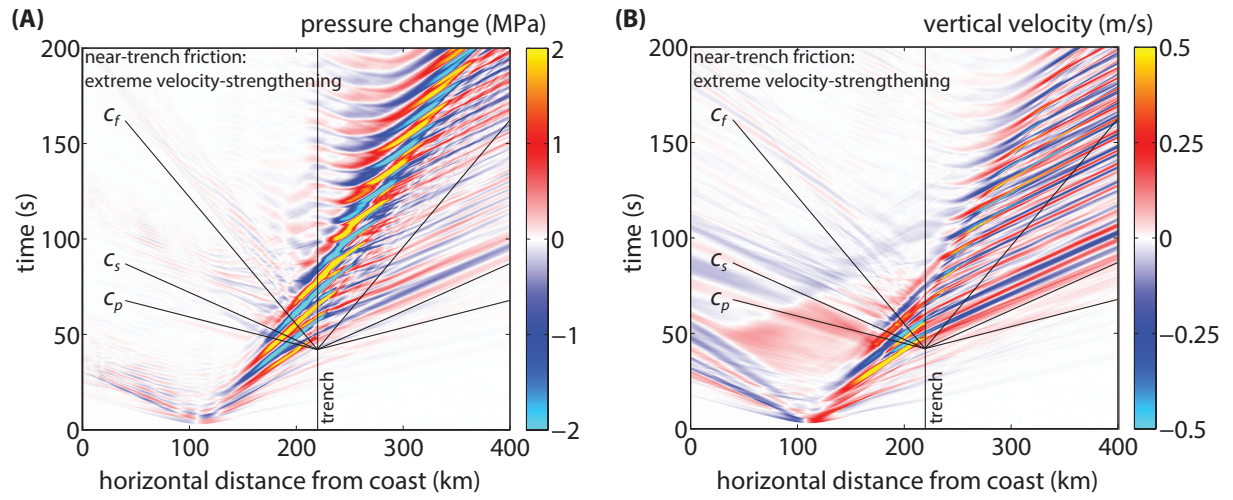 (A) pressure change (MPa)
near-trench friction:
extreme velocity-strengthening
200
150
100
50
0
time (s)
c_f
c_s
c_p
trench
0 100 200 300 400
horizontal distance from coast (km)
2
1
0
−1
−2
(B) vertical velocity (m/s)
near-trench friction:
extreme velocity-strengthening
200
150
100
50
0
time (s)
c_f
c_s
c_p
trench
0 100 200 300 400
horizontal distance from coast (km)
0.5
0.25
0
−0.25
−0.5